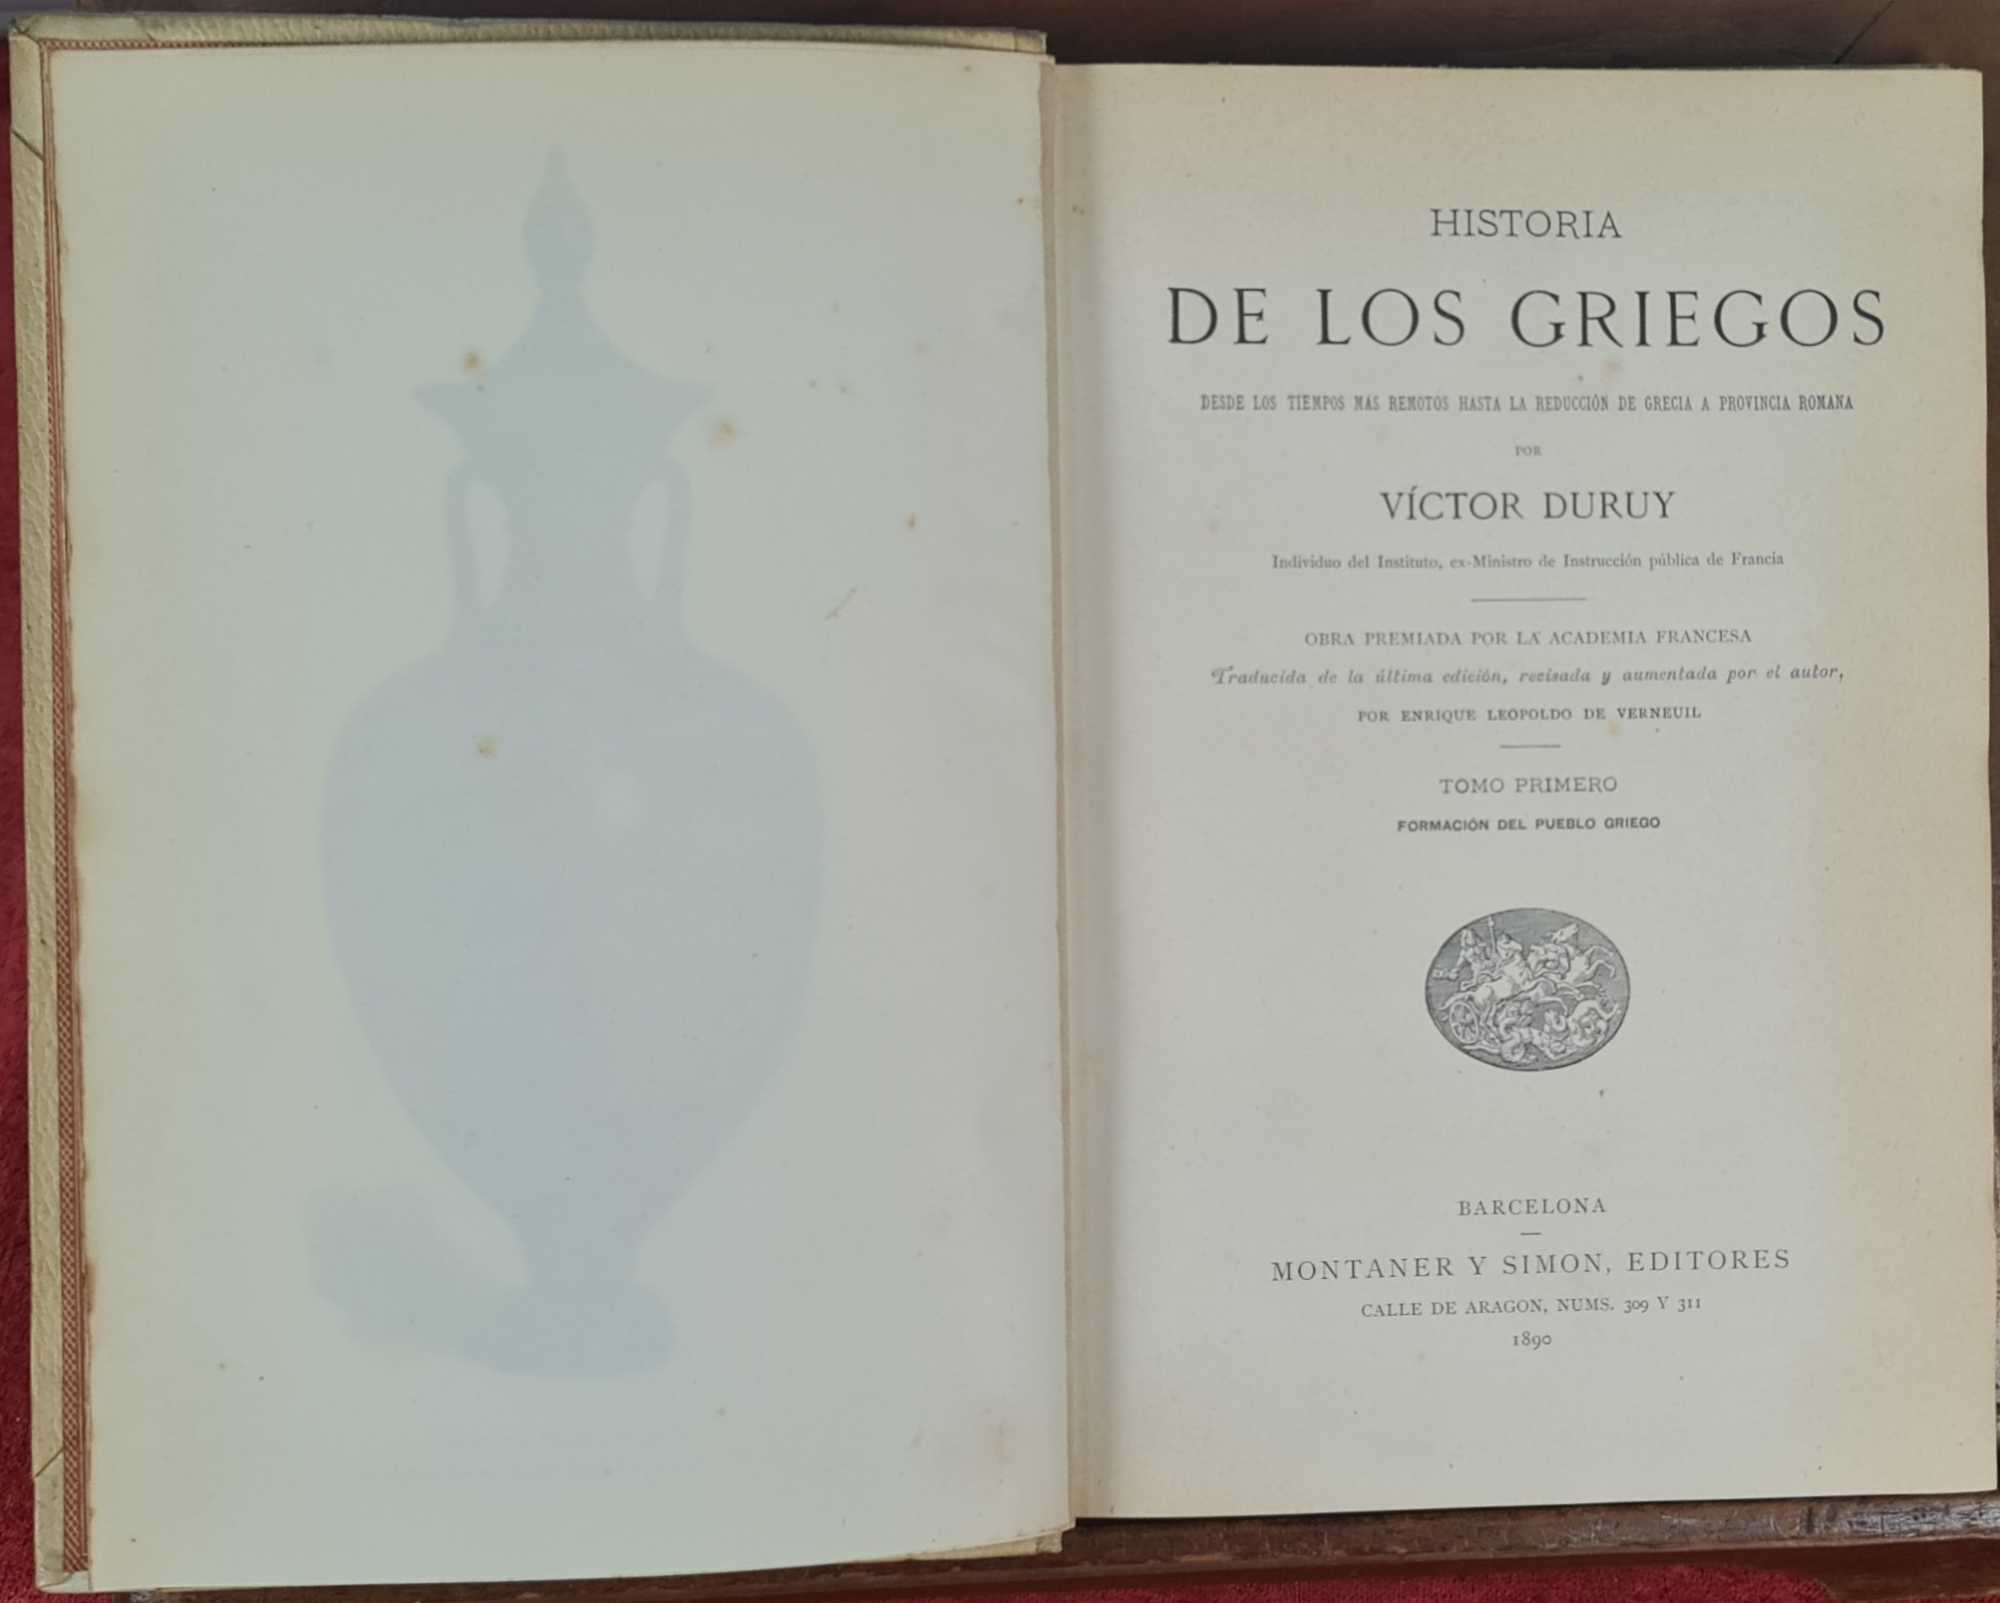 HISTORIA
DE LOS GRIEGOS
DESDE LOS TIEMPOS MÁS REMOTOS HASTA LA REDUCCIÓN DE GRECIA A PROVINCIA ROMANA
POR
VÍCTOR DURUY
Individuo del Instituto, ex-Ministro de Instrucción pública de Francia
OBRA PREMIADA POR LA ACADEMIA FRANCESA
Traducida de la última edición, revisada y aumentada por el autor,
POR ENRIQUE LEOPOLDO DE VERNEUIL
TOMO PRIMERO
FORMACIÓN DEL PUEBLO GRIEGO
BARCELONA
MONTANER Y SIMON, EDITORES
CALLE DE ARAGON, NUMS. 309 Y 311
1890